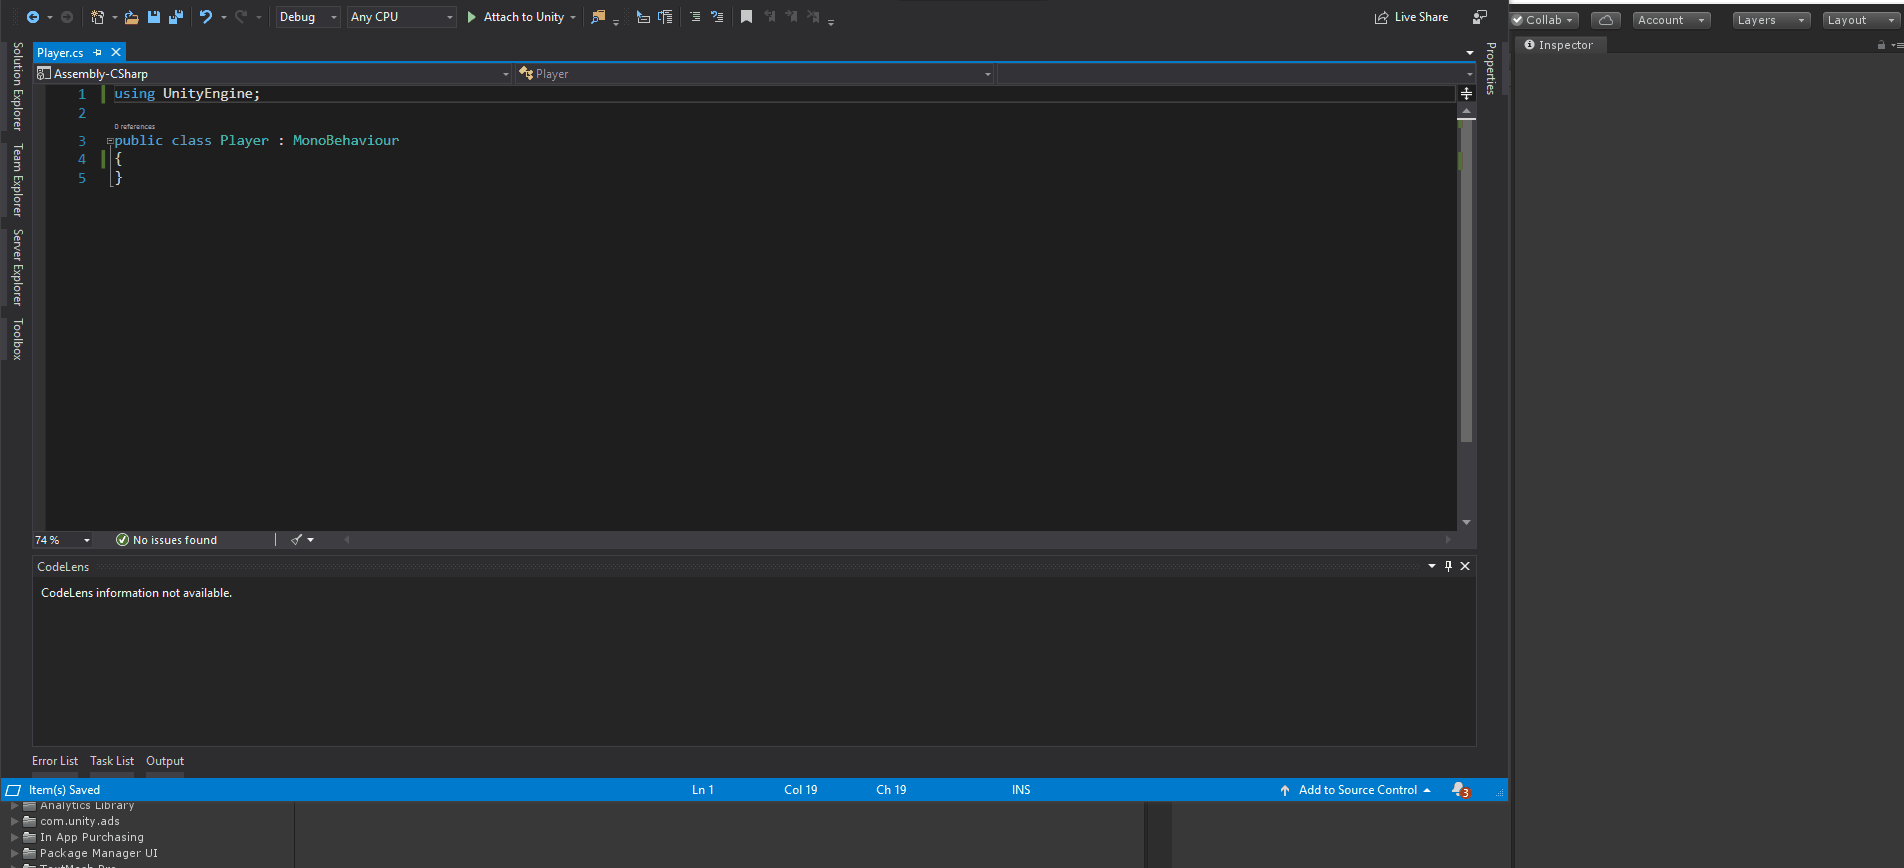 Debug Any CPU Attach to Unity Live Share
Collab Account Layers Layout
Player.cs
Inspector
Solution Explorer
Team Explorer
Server Explorer
Toolbox
Properties
Assembly-CSharp Player
1 using UnityEngine;
2
0 references
3 public class Player : MonoBehaviour
4 {
5 }
74 % No issues found
CodeLens
CodeLens information not available.
Error List Task List Output
Item(s) Saved Ln 1 Col 19 Ch 19 INS Add to Source Control 3
Analytics Library
com.unity.ads
In App Purchasing
Package Manager UI